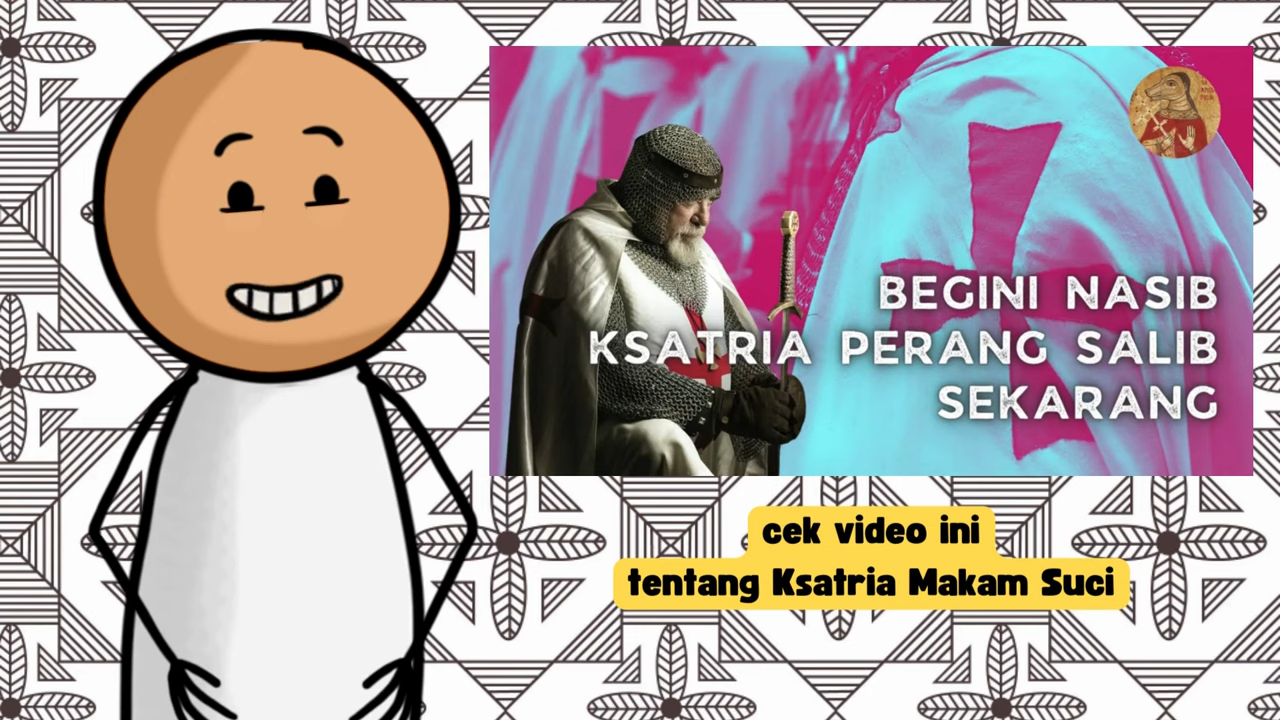 BEGINI NASIB
KSATRIA PERANG SALIB
SEKARANG
cek video ini
tentang Ksatria Makam Suci